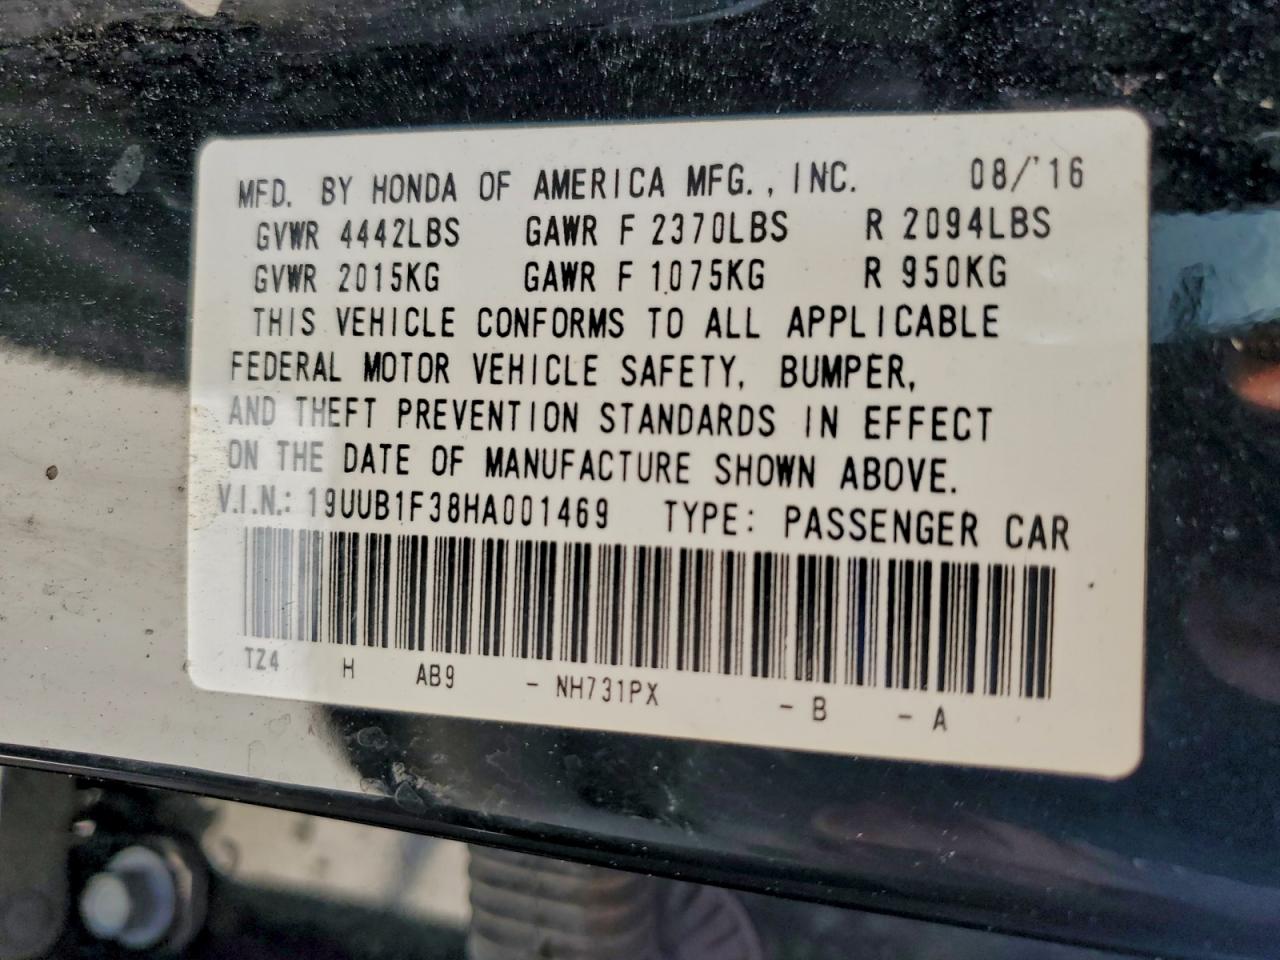 MFD. BY HONDA OF AMERICA MFG., INC. 08/'16
GVWR 4442LBS GAWR F 2370LBS R 2094LBS
GVWR 2015KG GAWR F 1075KG R 950KG
THIS VEHICLE CONFORMS TO ALL APPLICABLE
FEDERAL MOTOR VEHICLE SAFETY, BUMPER,
AND THEFT PREVENTION STANDARDS IN EFFECT
ON THE DATE OF MANUFACTURE SHOWN ABOVE.
V.I.N.: 19UUB1F38HA001469 TYPE: PASSENGER CAR
TZ4 H AB9 - NH731PX - B - A